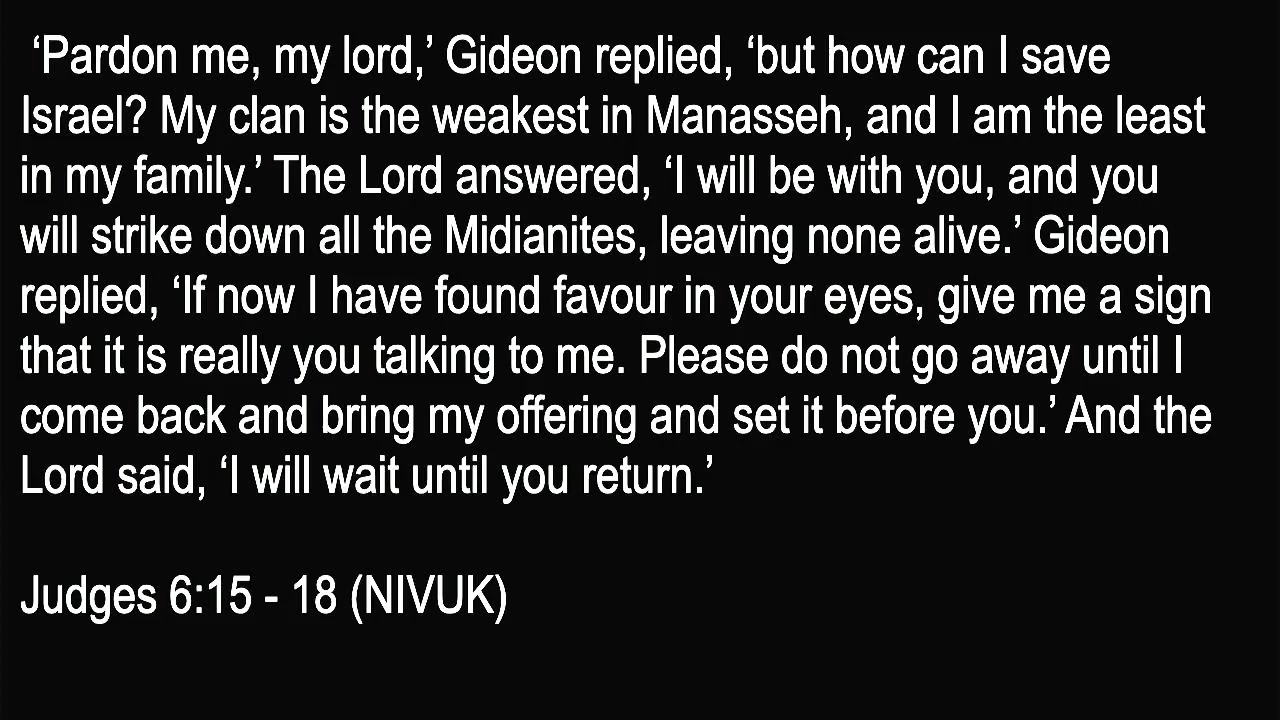 ‘Pardon me, my lord,’ Gideon replied, ‘but how can I save
Israel? My clan is the weakest in Manasseh, and I am the least
in my family.’ The Lord answered, ‘I will be with you, and you
will strike down all the Midianites, leaving none alive.’ Gideon
replied, ‘If now I have found favour in your eyes, give me a sign
that it is really you talking to me. Please do not go away until I
come back and bring my offering and set it before you.’ And the
Lord said, ‘I will wait until you return.’
Judges 6:15 - 18 (NIVUK)